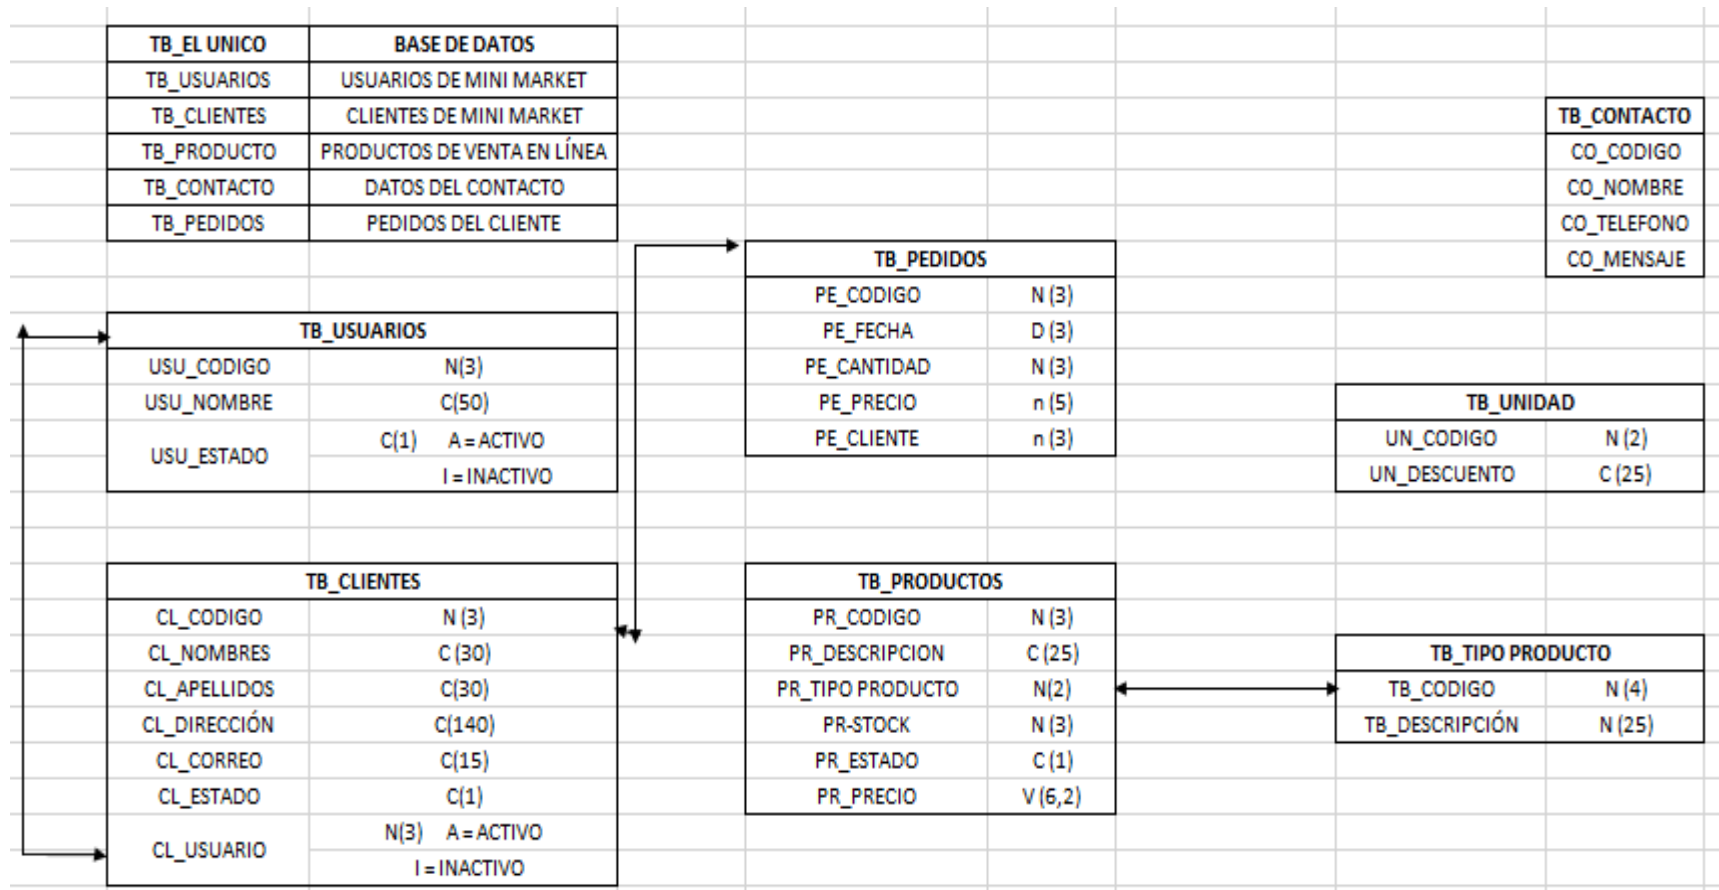 TB_EL UNICO BASE DE DATOS
TB_USUARIOS USUARIOS DE MINI MARKET
TB_CLIENTES CLIENTES DE MINI MARKET
TB_PRODUCTO PRODUCTOS DE VENTA EN LÍNEA
TB_CONTACTO DATOS DEL CONTACTO
TB_PEDIDOS PEDIDOS DEL CLIENTE
TB_CONTACTO
CO_CODIGO
CO_NOMBRE
CO_TELEFONO
CO_MENSAJE
TB_PEDIDOS
PE_CODIGO N (3)
PE_FECHA D (3)
PE_CANTIDAD N (3)
PE_PRECIO n (5)
PE_CLIENTE n (3)
TB_USUARIOS
USU_CODIGO N(3)
USU_NOMBRE C(50)
USU_ESTADO C(1) A = ACTIVO
I = INACTIVO
TB_UNIDAD
UN_CODIGO N (2)
UN_DESCUENTO C (25)
TB_CLIENTES
CL_CODIGO N (3)
CL_NOMBRES C (30)
CL_APELLIDOS C(30)
CL_DIRECCIÓN C(140)
CL_CORREO C(15)
CL_ESTADO C(1)
CL_USUARIO N(3) A = ACTIVO
I = INACTIVO
TB_PRODUCTOS
PR_CODIGO N (3)
PR_DESCRIPCION C (25)
PR_TIPO PRODUCTO N(2)
PR-STOCK N (3)
PR_ESTADO C (1)
PR_PRECIO V (6,2)
TB_TIPO PRODUCTO
TB_CODIGO N (4)
TB_DESCRIPCIÓN N (25)